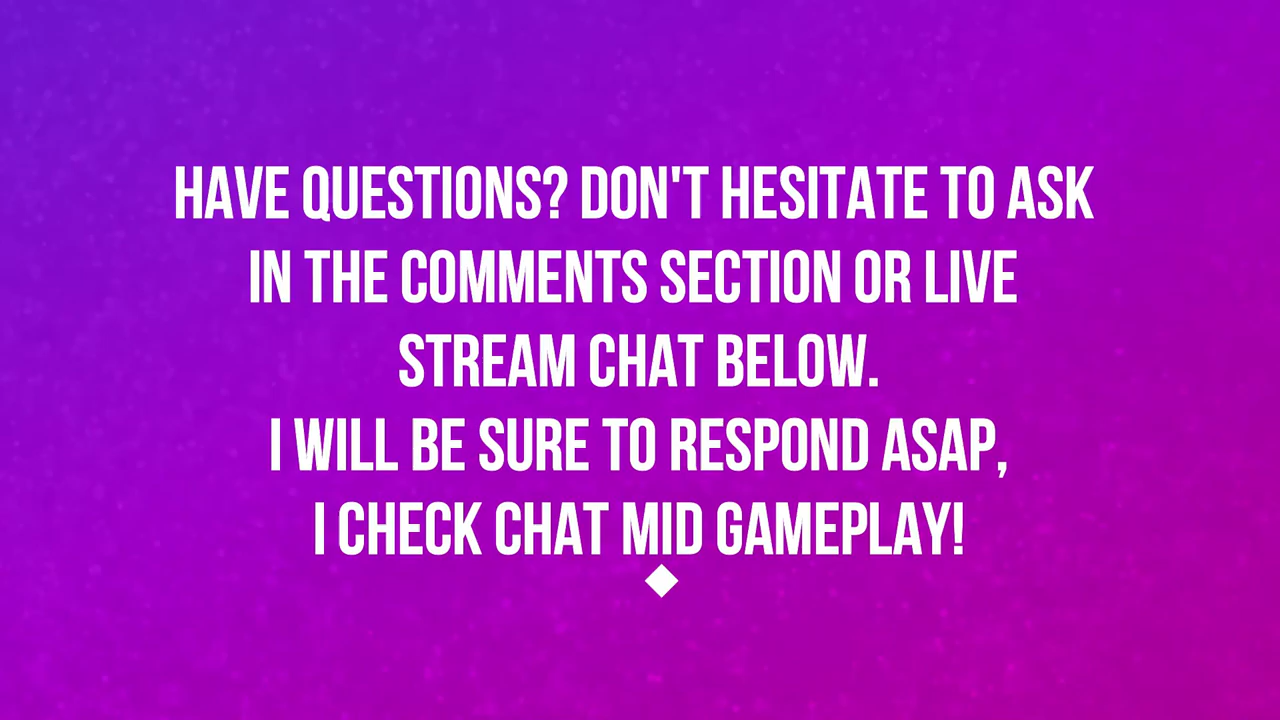 HAVE QUESTIONS? DON'T HESITATE TO ASK
IN THE COMMENTS SECTION OR LIVE
STREAM CHAT BELOW.
I WILL BE SURE TO RESPOND ASAP,
I CHECK CHAT MID GAMEPLAY!